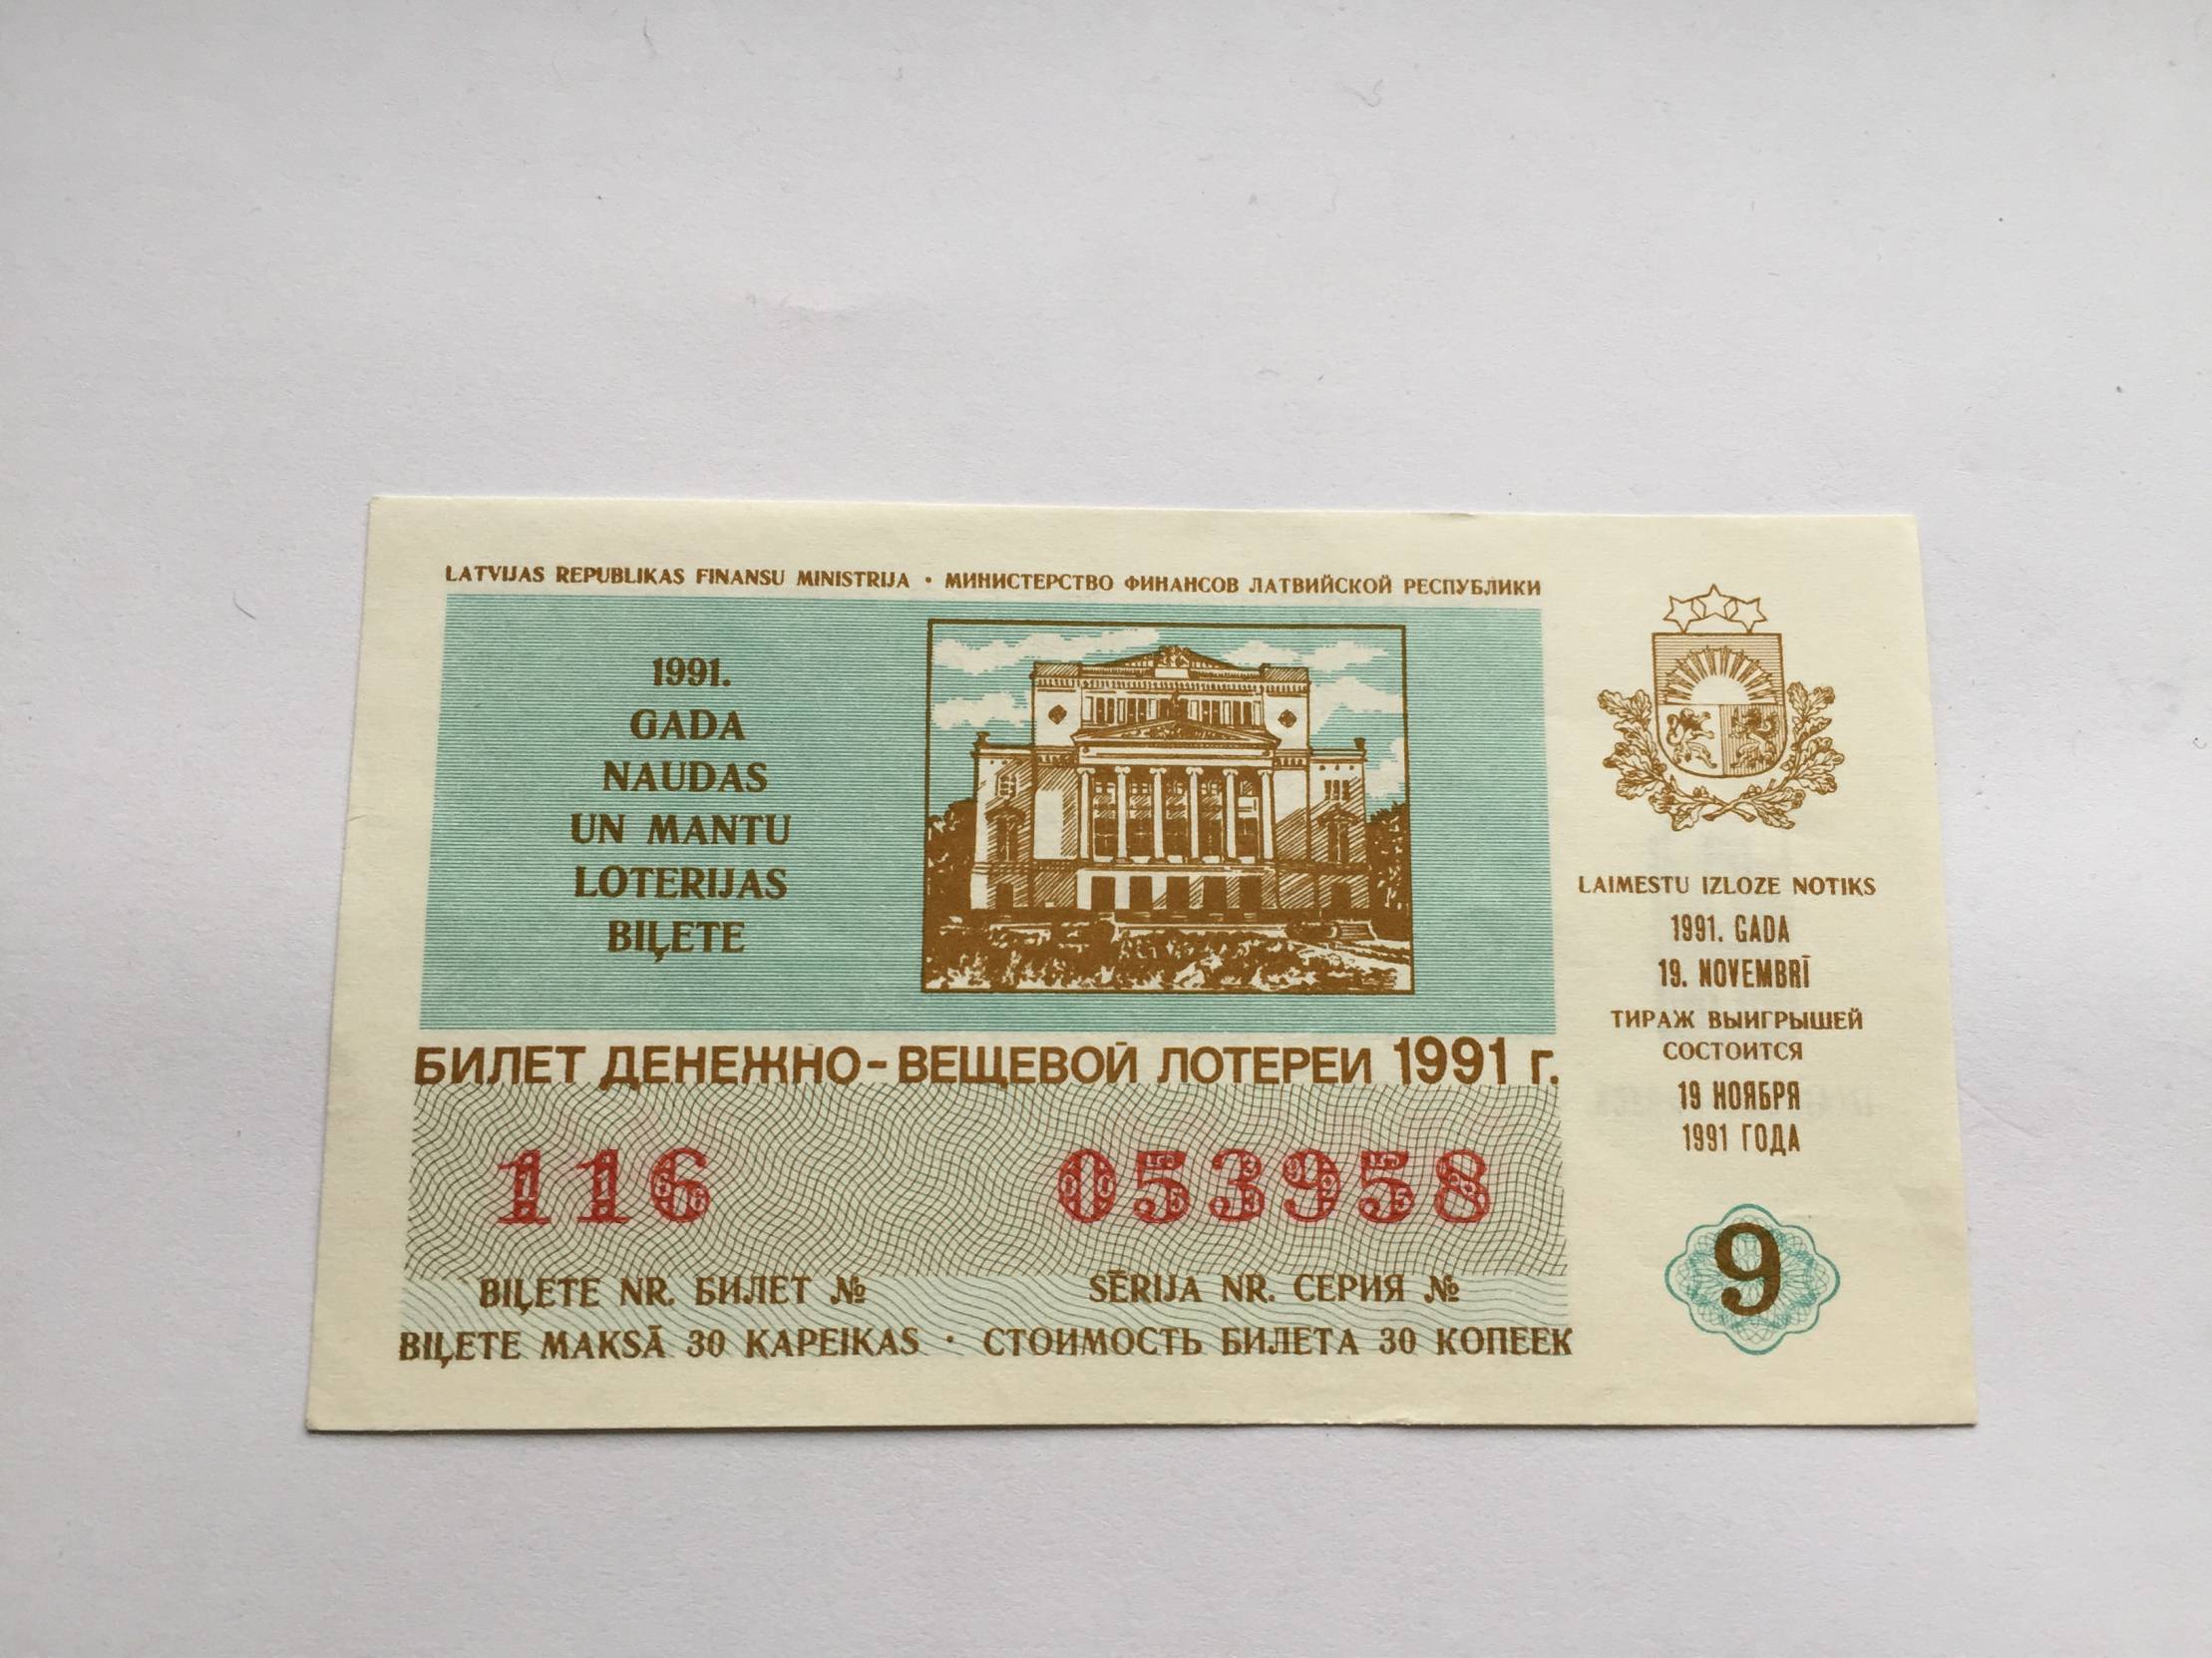 LATVIJAS REPUBLIKAS FINANSU MINISTRIJA • МИНИСТЕРСТВО ФИНАНСОВ ЛАТВИЙСКОЙ РЕСПУБЛИКИ
1991.
GADA
NAUDAS
UN MANTU
LOTERIJAS
BIĻETE
БИЛЕТ ДЕНЕЖНО-ВЕЩЕВОЙ ЛОТЕРЕИ 1991 г.
116 053958
BIĻETE NR. БИЛЕТ № SĒRIJA NR. СЕРИЯ №
BIĻETE MAKSĀ 30 KAPEIKAS • СТОИМОСТЬ БИЛЕТА 30 КОПЕЕК
LAIMESTU IZLOZE NOTIKS
1991. GADA
19. NOVEMBRĪ
ТИРАЖ ВЫИГРЫШЕЙ
СОСТОИТСЯ
19 НОЯБРЯ
1991 ГОДА
9